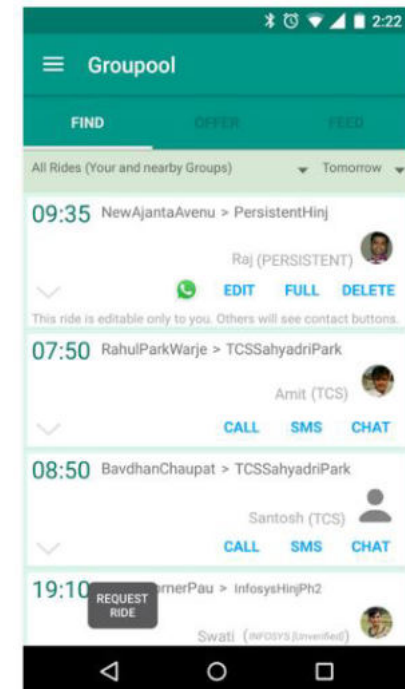 2:22
Groupool
FIND OFFER FEED
All Rides (Your and nearby Groups) Tomorrow
09:35 NewAjantaAvenu > PersistentHinj
Raj (PERSISTENT)
EDIT FULL DELETE
This ride is editable only to you. Others will see contact buttons.
07:50 RahulParkWarje > TCSSahyadriPark
Amit (TCS)
CALL SMS CHAT
08:50 BavdhanChaupat > TCSSahyadriPark
Santosh (TCS)
CALL SMS CHAT
19:10 > InfosysHinjPh2
REQUEST
RIDE
Swati (INFOSYS [Unverified])